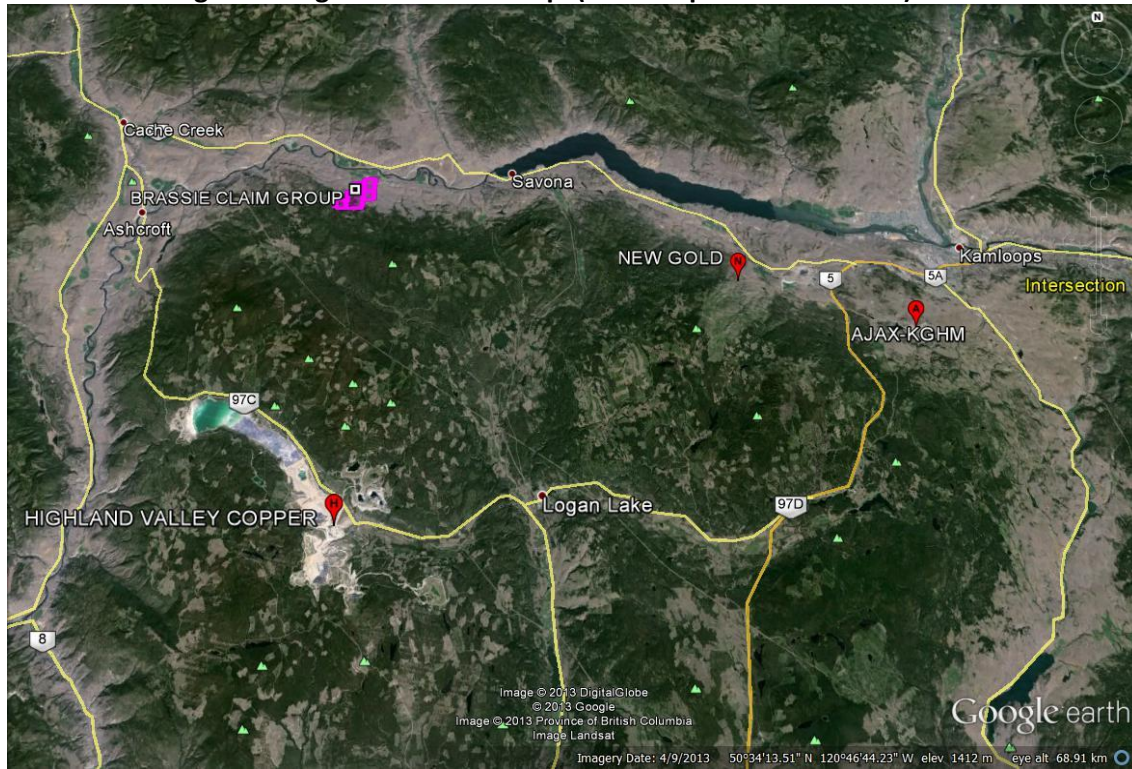 N
Cache Creek
Savona
BRASSIE CLAIM GROUP
Ashcroft
NEW GOLD
N
Kamloops
5
5A
Intersection
A
AJAX-KGHM
97C
H
HIGHLAND VALLEY COPPER
Logan Lake
97D
8
Image © 2013 DigitalGlobe
© 2013 Google
Image © 2013 Province of British Columbia
Image Landsat
Google earth
Imagery Date: 4/9/2013 50°34'13.51" N 120°46'44.23" W elev 1412 m eye alt 68.91 km